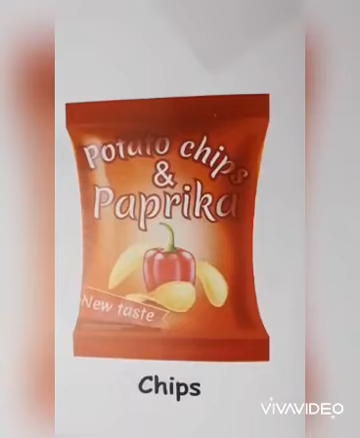 Potato chips
&
Paprika
New taste
Chips
VIVAVIDEO